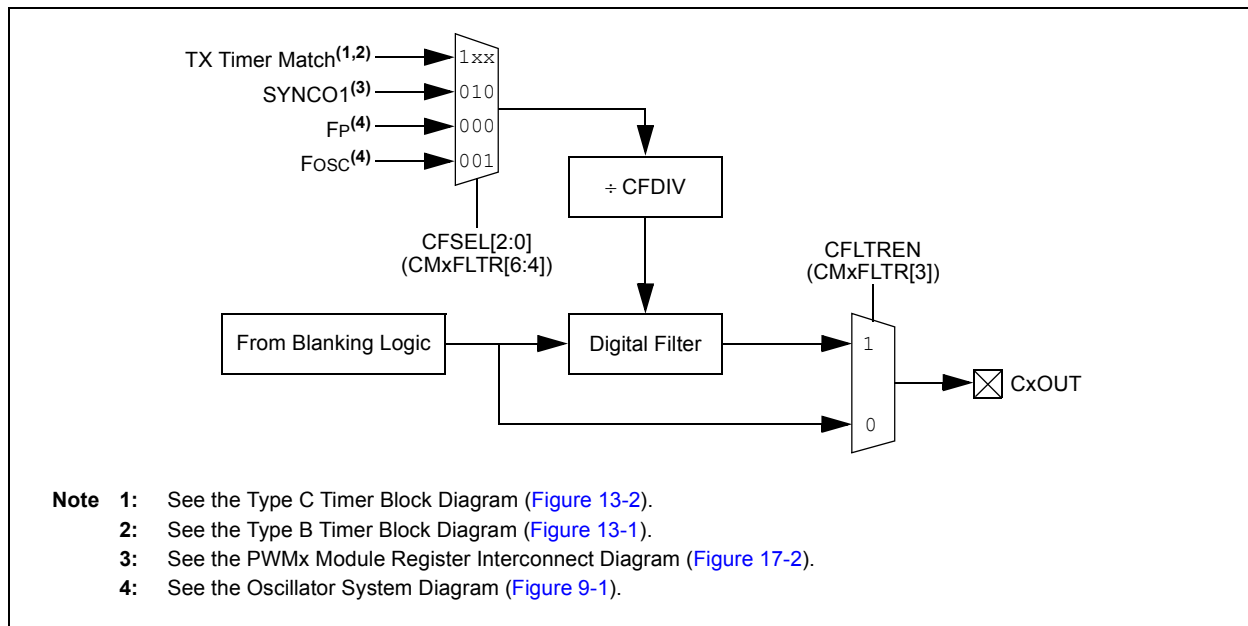 TX Timer Match(1,2)
1xx
SYNCO1(3)
010
FP(4)
000
FOSC(4)
001
÷ CFDIV
CFSEL[2:0]
(CMxFLTR[6:4])
CFLTREN
(CMxFLTR[3])
From Blanking Logic
Digital Filter
1
CxOUT
0
Note 1: See the Type C Timer Block Diagram (Figure 13-2).
2: See the Type B Timer Block Diagram (Figure 13-1).
3: See the PWMx Module Register Interconnect Diagram (Figure 17-2).
4: See the Oscillator System Diagram (Figure 9-1).